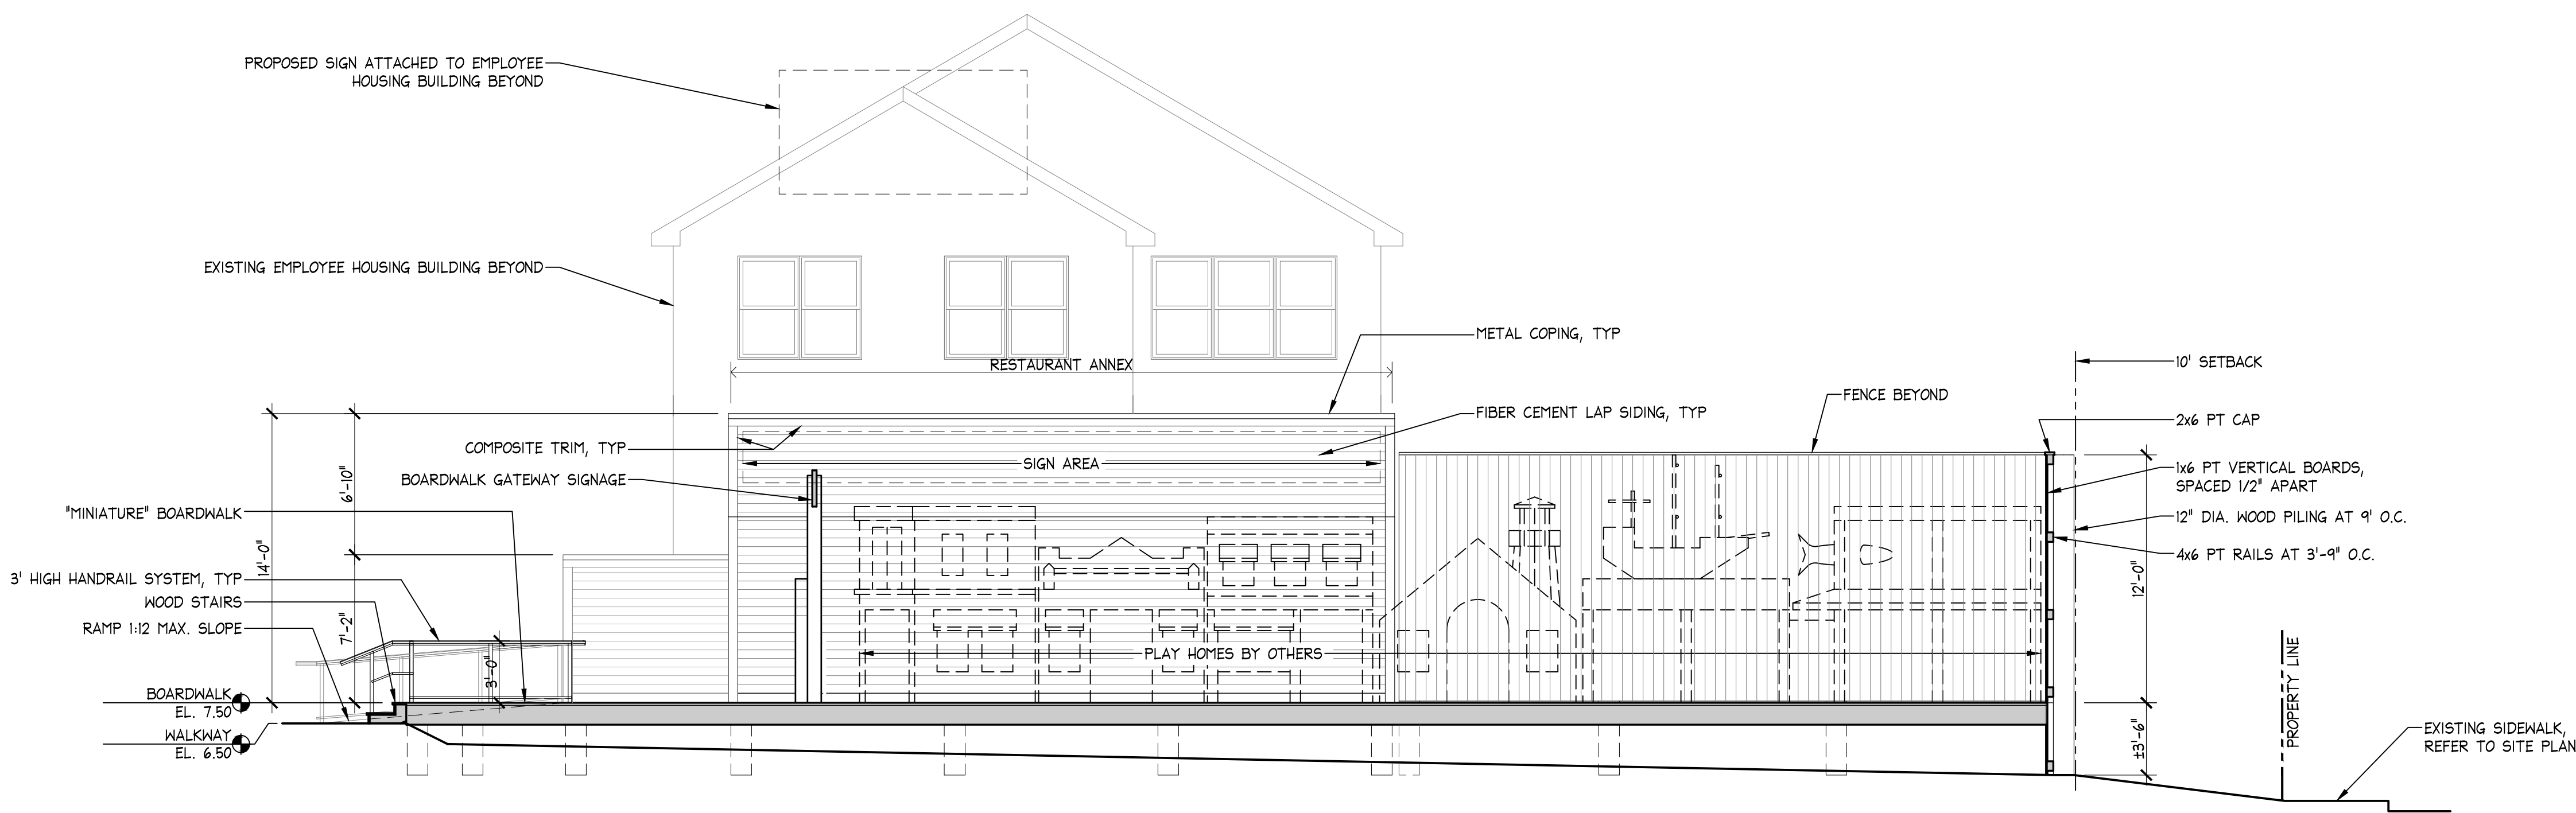 PROPOSED SIGN ATTACHED TO EMPLOYEE
HOUSING BUILDING BEYOND
EXISTING EMPLOYEE HOUSING BUILDING BEYOND
METAL COPING, TYP
RESTAURANT ANNEX
10' SETBACK
FENCE BEYOND
FIBER CEMENT LAP SIDING, TYP
2x6 PT CAP
COMPOSITE TRIM, TYP
SIGN AREA
1x6 PT VERTICAL BOARDS,
SPACED 1/2" APART
BOARDWALK GATEWAY SIGNAGE
6'-10"
"MINIATURE" BOARDWALK
12" DIA. WOOD PILING AT 9' O.C.
4x6 PT RAILS AT 3'-9" O.C.
14'-0"
3' HIGH HANDRAIL SYSTEM, TYP
12'-0"
WOOD STAIRS
7'-2"
RAMP 1:12 MAX. SLOPE
PLAY HOMES BY OTHERS
3'-0"
PROPERTY LINE
BOARDWALK
EL. 7.50
WALKWAY
EL. 6.50
±3'-6"
EXISTING SIDEWALK,
REFER TO SITE PLAN